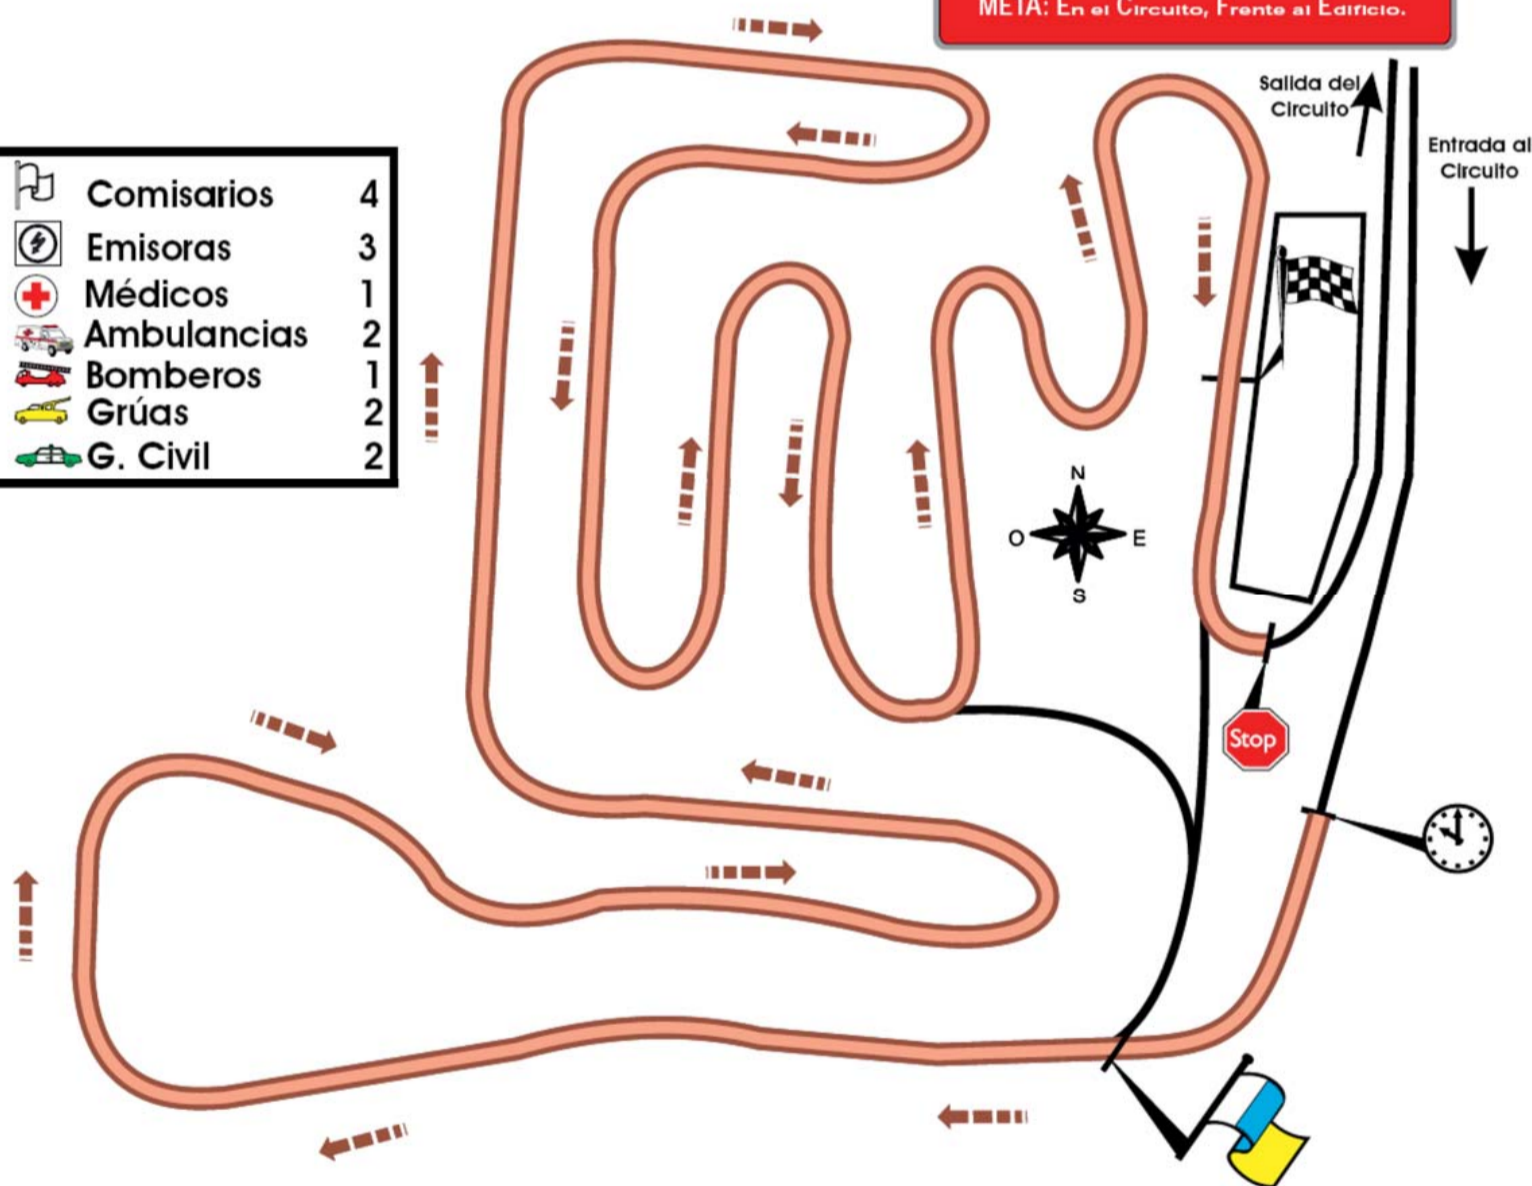 META: En el Circuito, Frente al Edificio.
Salida del
Circuito
Entrada al
Circuito
Comisarios 4
Emisoras 3
Médicos 1
Ambulancias 2
Bomberos 1
Grúas 2
G. Civil 2
N
O E
S
Stop